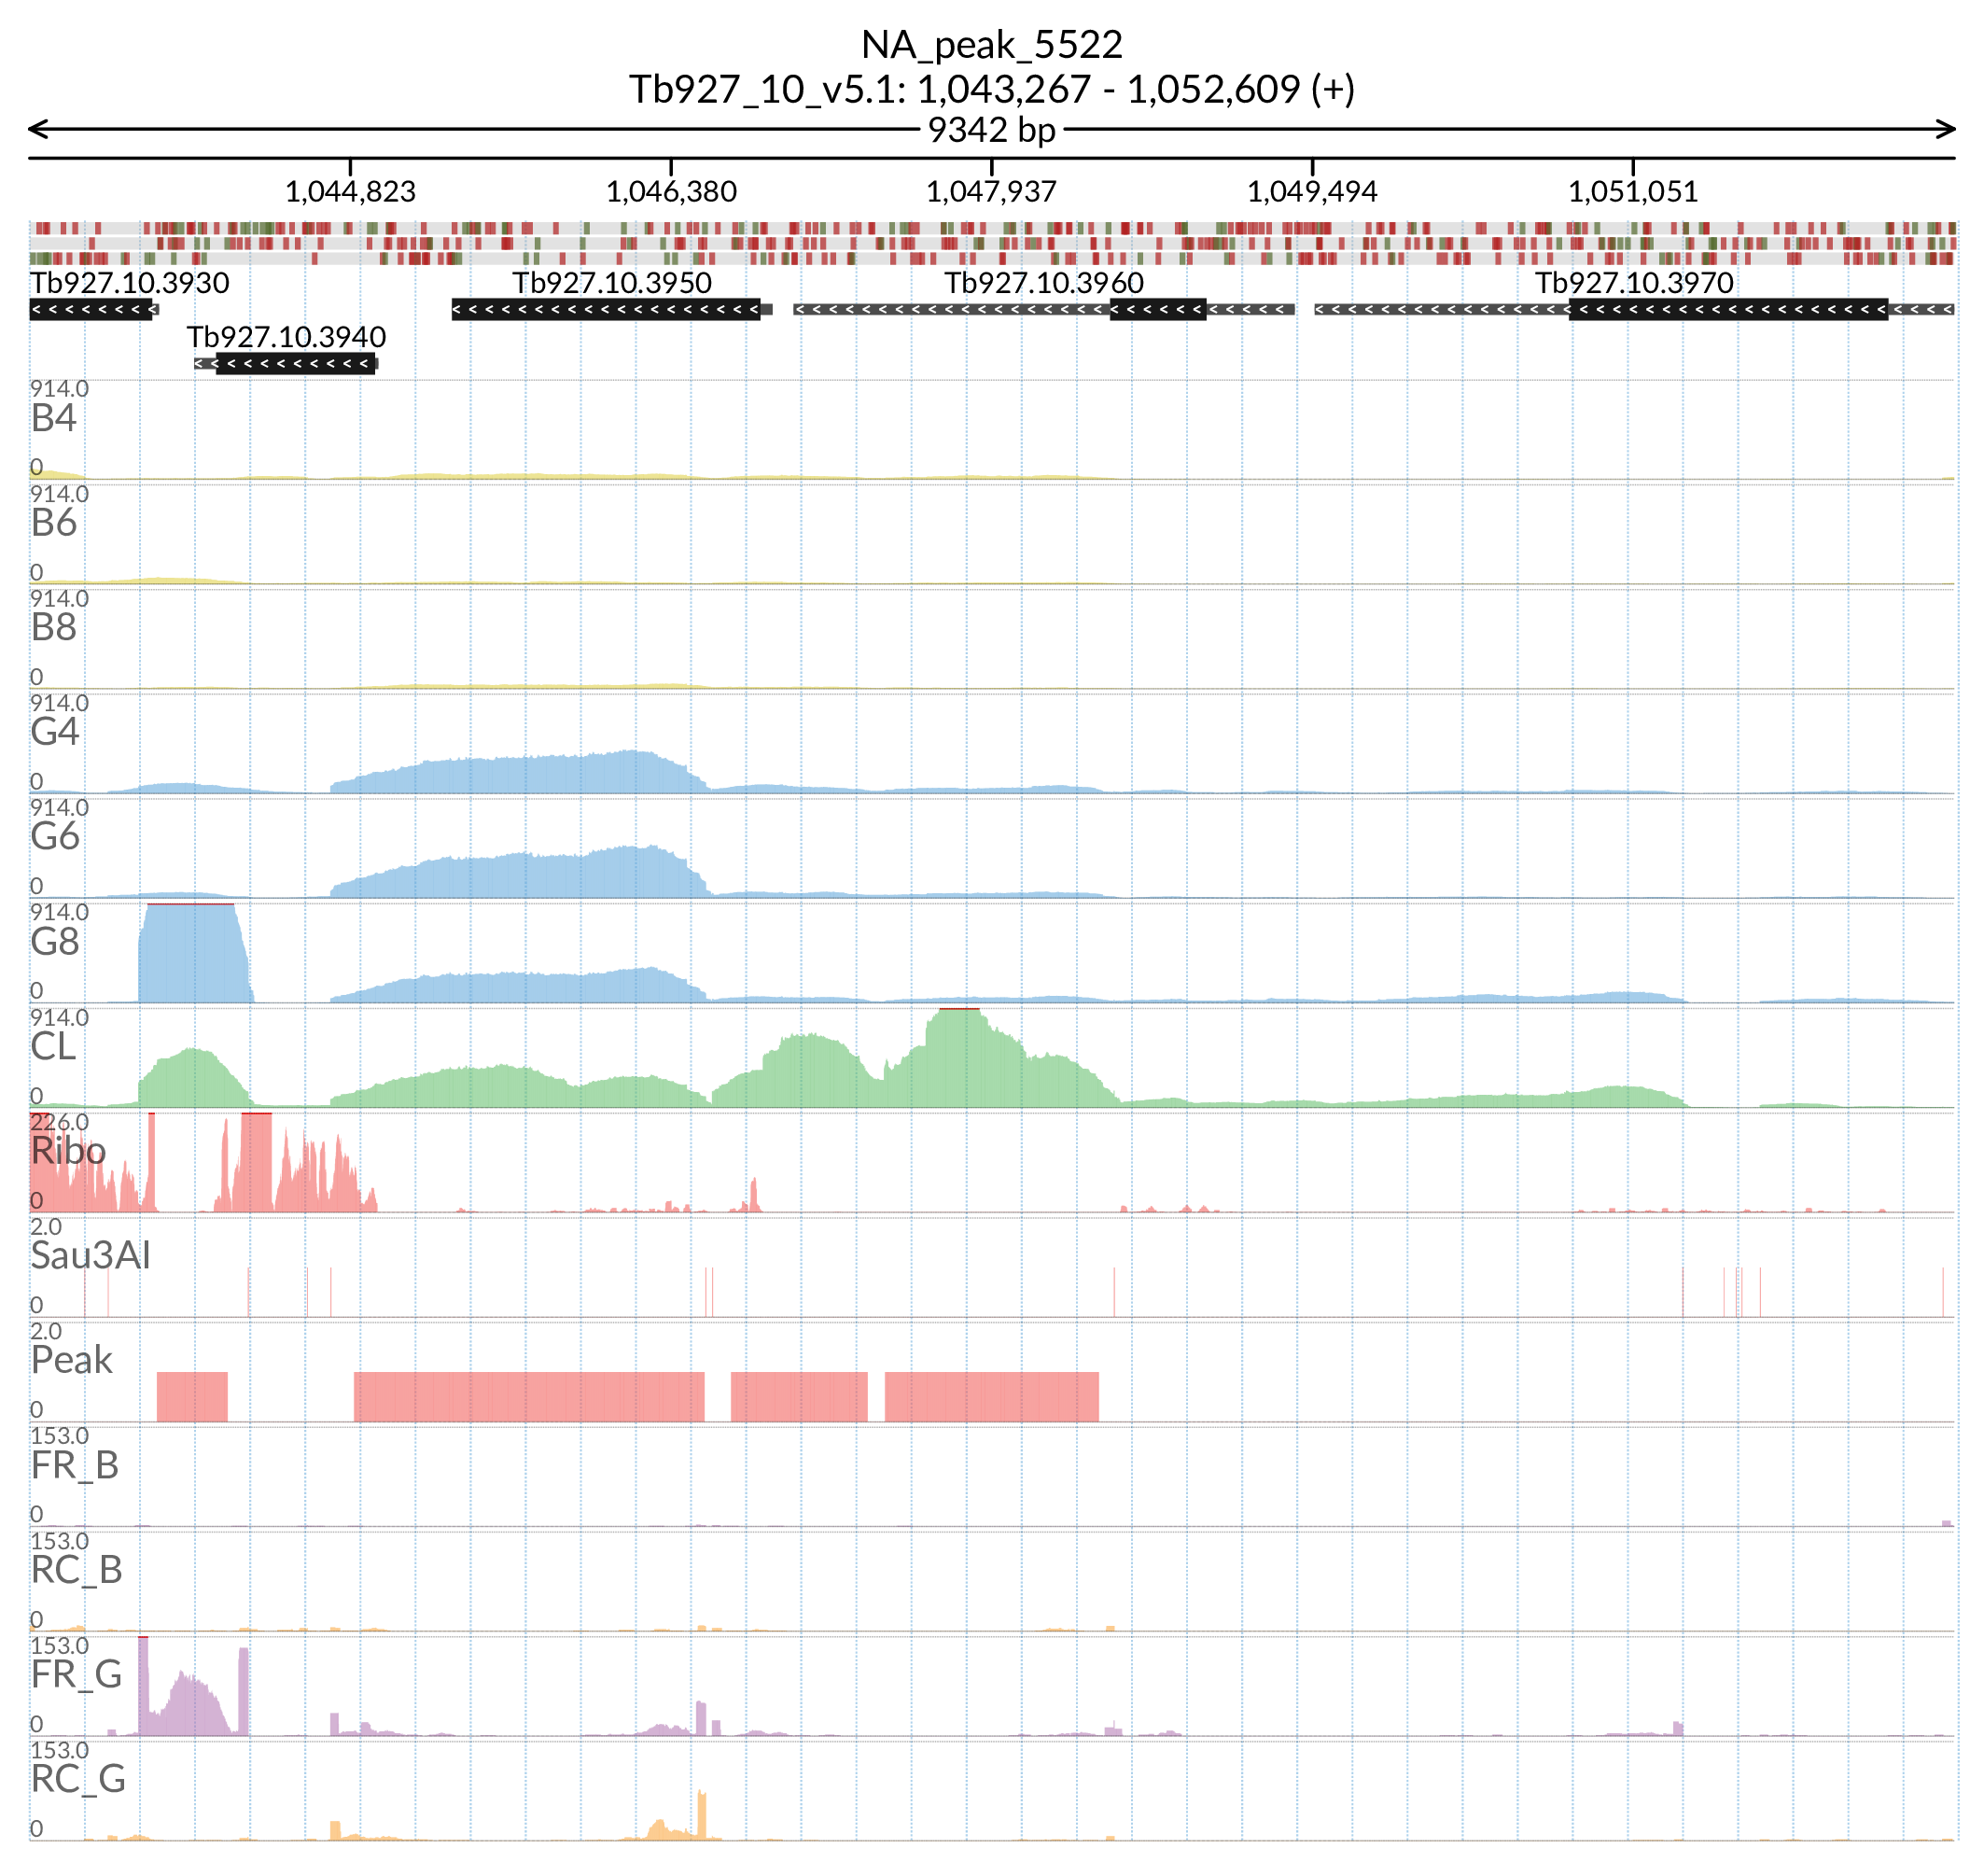 NA_peak_5522
Tb927_10_v5.1: 1,043,267 - 1,052,609 (+)
9342 bp
1,044,823 1,046,380 1,047,937 1,049,494 1,051,051
Tb927.10.3930 Tb927.10.3950 Tb927.10.3960 Tb927.10.3970
Tb927.10.3940
914.0
B4
0
914.0
B6
0
914.0
B8
0
914.0
G4
0
914.0
G6
0
914.0
G8
0
914.0
CL
0
226.0
Ribo
0
2.0
Sau3AI
0
2.0
Peak
0
153.0
FR_B
0
153.0
RC_B
0
153.0
FR_G
0
153.0
RC_G
0